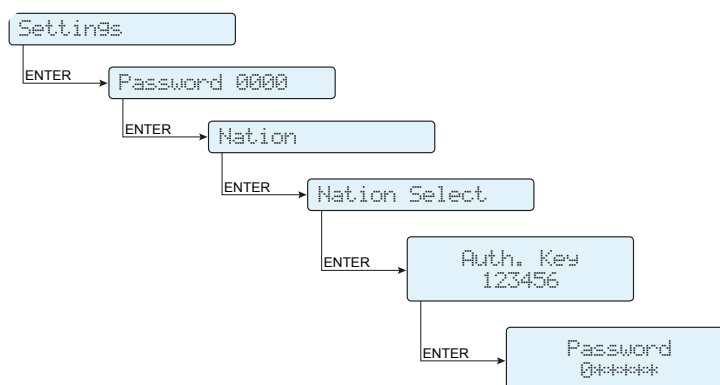 Settings
ENTER
Password 0000
ENTER
Nation
ENTER
Nation Select
ENTER
Auth. Key
123456
ENTER
Password
0*****